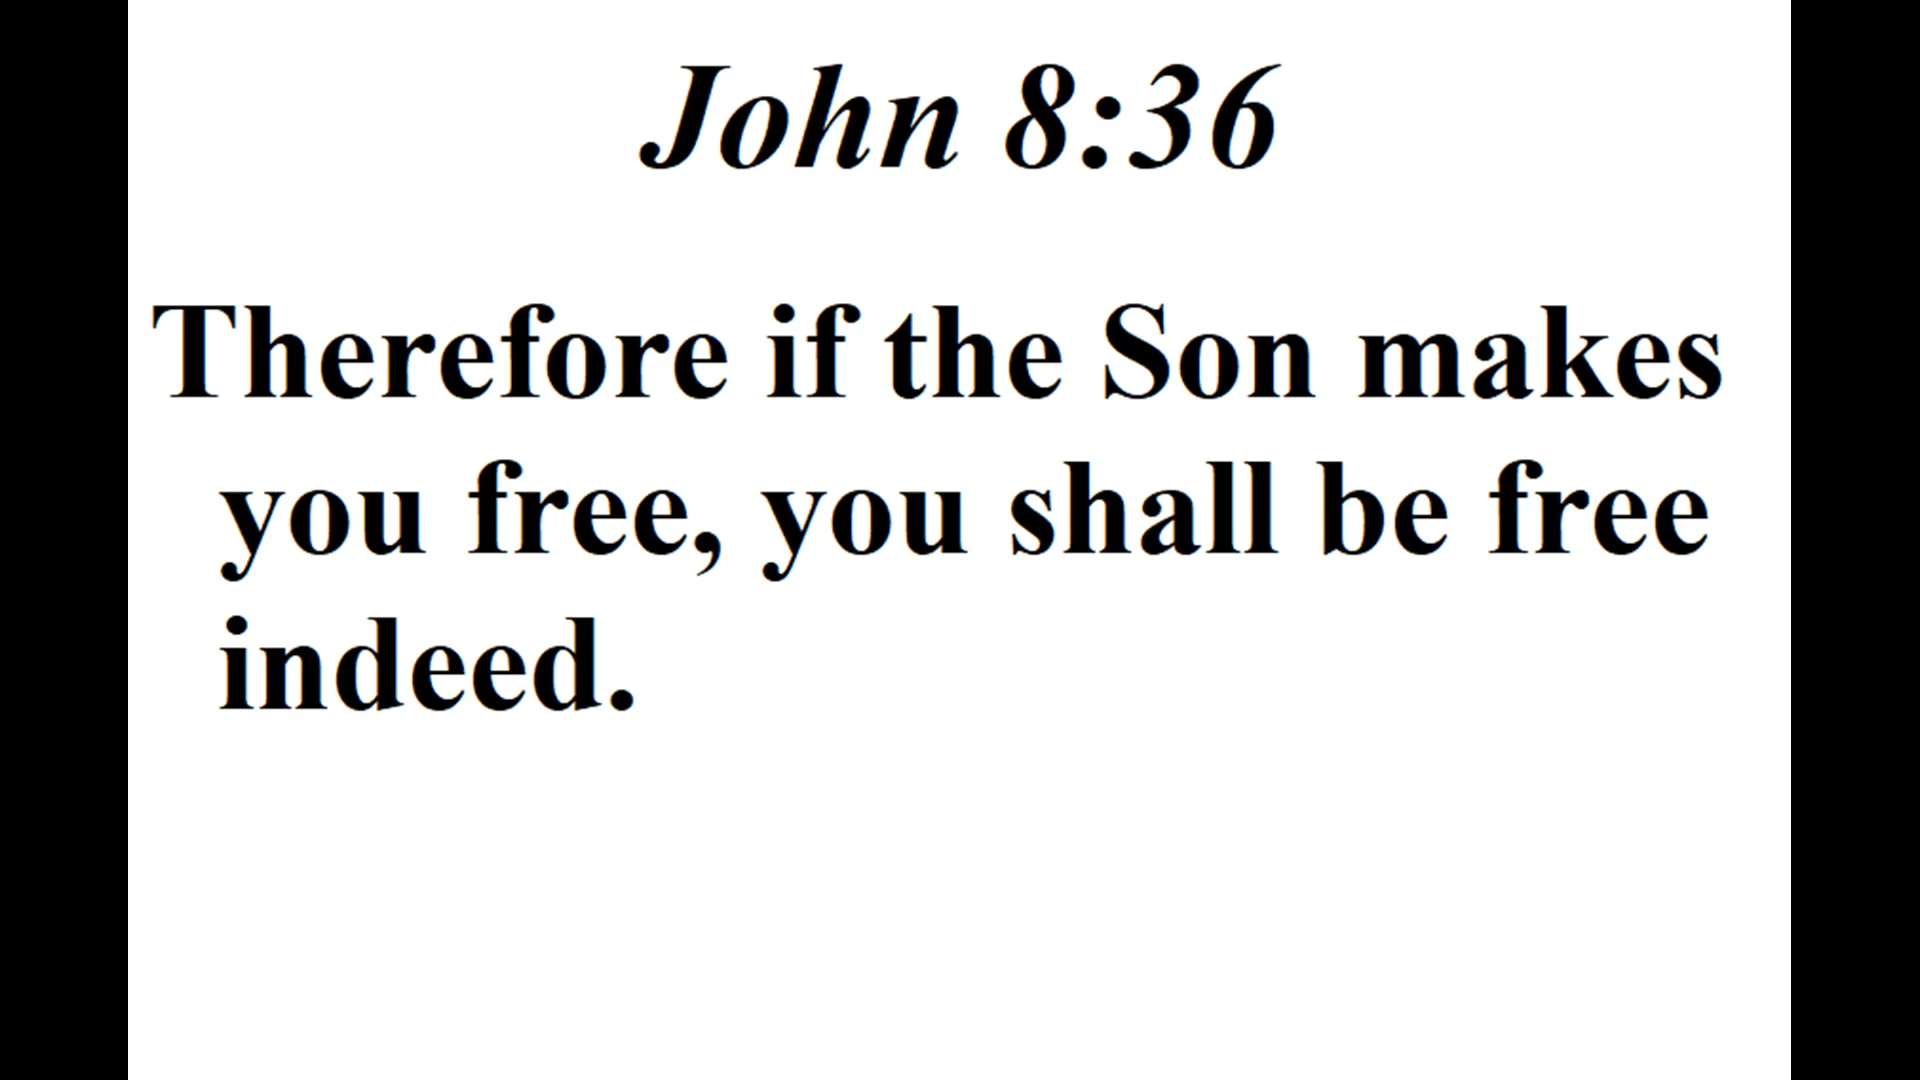 John 8:36
Therefore if the Son makes
you free, you shall be free
indeed.